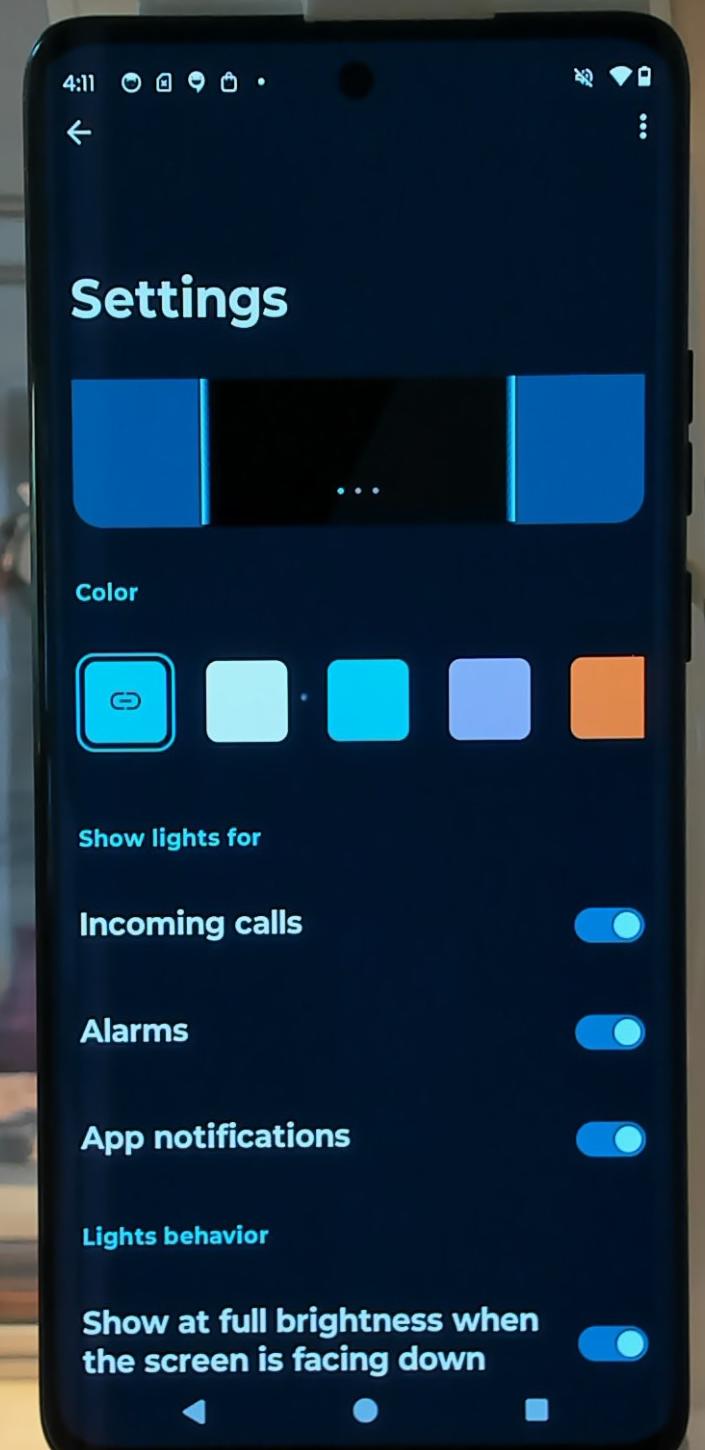 4:11
Settings
Color
Show lights for
Incoming calls
Alarms
App notifications
Lights behavior
Show at full brightness when
the screen is facing down